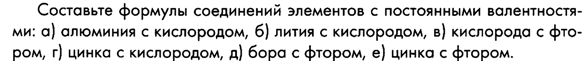 Составьте формулы соединений элементов с постоянными валентностя-
ми: а) алюминия с кислородом, б) лития с кислородом, в) кислорода с фто-
ром, г) цинка с кислородом, д) бора с фтором, е) цинка с фтором.